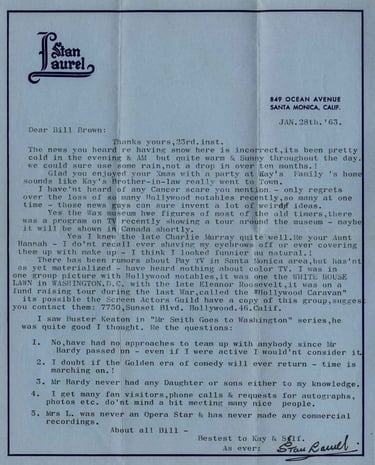 Stan
Laurel
849 OCEAN AVENUE
SANTA MONICA, CALIF.
JAN.28th.'63.
Dear Bill Brown:
Thanks yours,23rd.inst.
The news you heard re having snow here is incorrect, its been pretty
cold in the evening & AM but quite warm & Sunny throughout the day.
we could sure use some rain,not a drop in over ten months.!
Glad you enjoyed your Xmas with a party at Kay's Family 's home
sounds like Kay's Brother-in-law really went to Town.
I have'nt heard of any Cancer scare you mention - only regrets
over the loss of so many Hollywood notables recently,so many at one
time - those news guys can sure invent a lot of weird ideas.
Yes the Wax museum hve figures of most of the old timers,there
was a program on TV recently showing a tour around the museum - maybe
it will be shown in Canada shortly.
Yes I knew the late Charlie Murray quite well.Re your Aunt
Hannah - I do'nt recall ever shaving my eyebrows off or ever covering
them up with make up - I think I looked funnier au natural.!
There has been rumors about Pay TV in Santa Monica area,but has'nt
as yet materialized - have heard nothing about color TV. I was in
one group picture with Hollywood notables,it was one the WHITE HOUSE
LAWN in WASHINGTON,D.C, with the late Eleanor Roosevelt,it was on a
fund raising tour during the last War,called the "Hollywood Caravan"
its possible the Screen Actors Guild have a copy of this group,suggest
you contact them: 7750,Sunset Blvd. Hollywood.46.Calif.
I saw Buster Keaton in "Mr Smith Goes to Washington" series,he
was quite good I thought. Re the questions:
1. No,have had no approaches to team up with anybody since Mr
Hardy passed on - even if I were active I would'nt consider it.
2. I doubt if the Golden era of comedy will ever return - time is
marching on.!
3. Mr Hardy never had any Daughter or sons either to my knowledge.
4. I get many fan visitors,phone calls & requests for autographs,
photos etc. do'nt mind a bit meeting many nice people.
5. Mrs L. was never an Opera Star & has never made any commercial
recordings.
About all Bill -
Bestest to Kay & Self.
As ever: Stan Laurel.